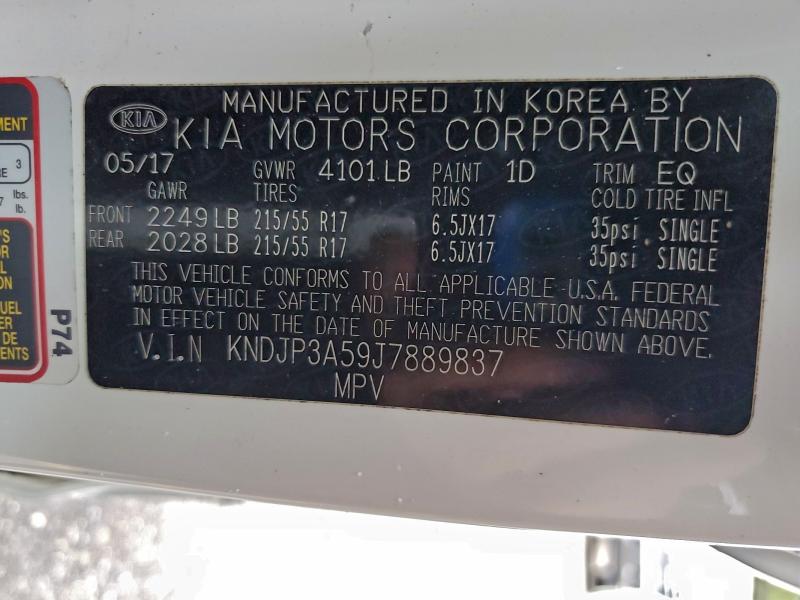 MANUFACTURED IN KOREA BY
KIA
KIA MOTORS CORPORATION
05/17 GVWR 4101 LB PAINT 1D TRIM EQ
GAWR TIRES RIMS COLD TIRE INFL
FRONT 2249 LB 215/55 R17 6.5JX17 35psi. SINGLE
REAR 2028 LB 215/55 R17 6.5JX17 35psi. SINGLE
THIS VEHICLE CONFORMS TO ALL APPLICABLE U.S.A. FEDERAL
MOTOR VEHICLE SAFETY AND THEFT PREVENTION STANDARDS
IN EFFECT ON THE DATE OF MANUFACTURE SHOWN ABOVE.
V.I.N KNDJP3A59J7889837
MPV
P74
3
lbs.
lb.